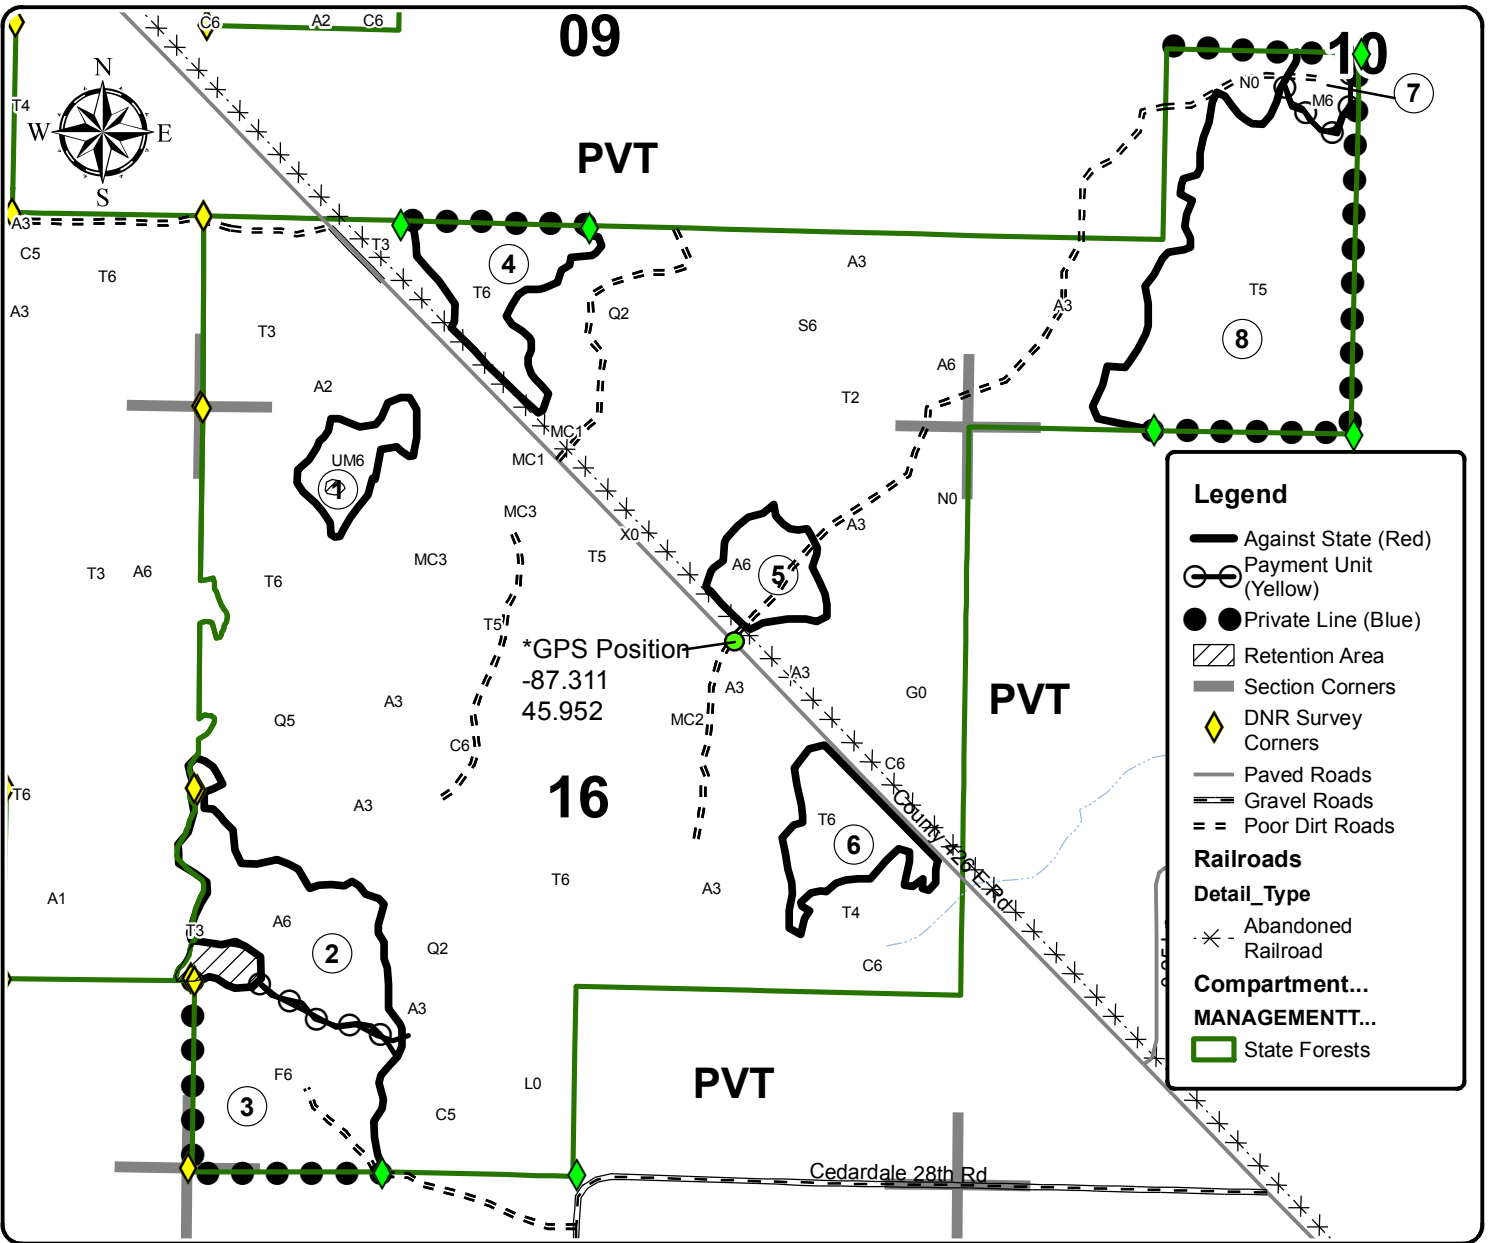 C6 A2 C6
09
10
N0
M6
7
T4
N
W E
S
PVT
A3
C5
T6
A3
T3
4
T6
Q2
A3
S6
A3
T5
8
T3
A2
A6
T2
UM6
1
MC1
MC1
MC3
MC3
X0
T5
N0
A3
A6
5
T3
A6
T6
T5
*GPS Position
-87.311
45.952
A3
A3
MC2
G0
PVT
Q5
A3
C6
C6
16
A3
T6
T6
6
County 426 E Rd
T6
A3
T4
C6
A1
A6
T3
2
Q2
A3
F6
3
L0
C5
PVT
Cedardale 28th Rd
Legend
Against State (Red)
Payment Unit
(Yellow)
Private Line (Blue)
Retention Area
Section Corners
DNR Survey
Corners
Paved Roads
Gravel Roads
Poor Dirt Roads
Railroads
Detail_Type
Abandoned
Railroad
Compartment...
MANAGEMENTT...
State Forests